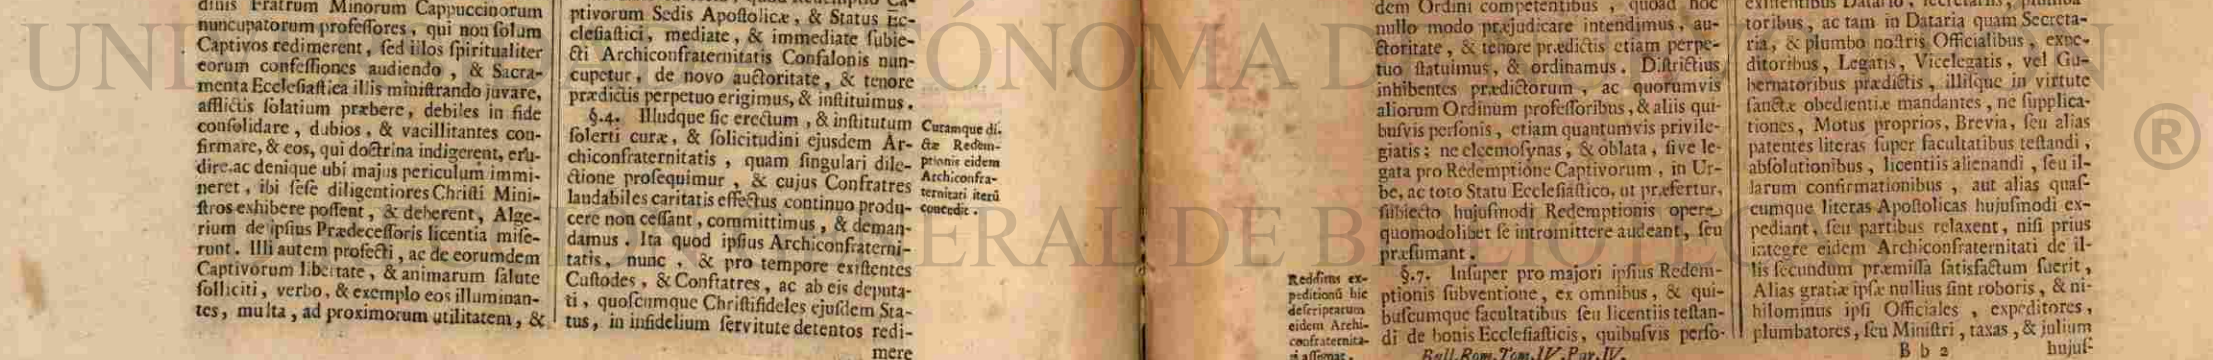 dinis Fratrum Minorum Cappuccinorum
nuncupatorum professores, qui non solum
Captivos redimerent, sed illos spiritualiter
eorum confessiones audiendo, & Sacra-
menta Ecclesiastica illis ministrando juvare,
afflictis solatium præbere, debiles in fide
consolidare, dubios, & vacillitantes con-
firmare, & eos, qui doctrina indigerent, eru-
dire, ac denique ubi majus periculum immi-
neret, ibi sese diligentiores Christi Mini-
stros exhibere possent, & deberent, Alge-
rium de ipsius Prædecessoris licentia mise-
runt. Illi autem profecti, ac de eorumdem
Captivorum libertate, & animarum salute
solliciti, verbo, & exemplo eos illuminan-
tes, multa, ad proximorum utilitatem, &
ptivorum Sedis Apostolicæ, & Status Ec-
clesiastici, mediate, & immediate subie-
cti Archiconfraternitatis Confalonis nun-
cupetur, de novo auctoritate, & tenore
prædictis perpetuo erigimus, & instituimus.
§.4. Illudque sic erectum, & institutum
solerti curæ, & solicitudini ejusdem Ar-
chiconfraternitatis, quam singulari dile-
ctione prosequimur, & cujus Confratres
laudabiles caritatis effectus continuo produ-
cere non cessant, committimus, & deman-
damus. Ita quod ipsius Archiconfraterni-
tatis, nunc, & pro tempore existentes
Custodes, & Confratres, ac ab eis deputa-
ti, quoscumque Christifideles ejusdem Sta-
tus, in infidelium servitute detentos redi-
mere
Curamque di-
ctæ Redem-
ptionis eidem
Archiconfra-
ternitati iterū
concedit.
dem Ordini competentibus, quoad hoc
nullo modo præjudicare intendimus, au-
ctoritate, & tenore prædictis etiam perpe-
tuo statuimus, & ordinamus. Districtius
inhibentes prædictorum, ac quorumvis
aliorum Ordinum professoribus, & aliis qui-
busvis personis, etiam quantumvis privile-
giatis; ne eleemosynas, & oblata, sive le-
gata pro Redemptione Captivorum, in Ur-
be, ac toto Statu Ecclesiastico, ut præfertur,
subiecto hujusmodi Redemptionis opere
quomodolibet se intromittere audeant, seu
præsumant.
§.7. Insuper pro majori ipsius Redem-
ptionis subventione, ex omnibus, & qui-
buscumque facultatibus seu licentiis testan-
di de bonis Ecclesiasticis, quibusvis perso-
Bull. Rom. Tom. IV. Par. IV.
Redditus ex-
peditionū hic
descriptarum
eidem Archi-
confraternita-
ti assignat.
existentibus Datario, secretariis, plumba-
toribus, ac tam in Dataria quam Secreta-
ria, & plumbo nostris Officialibus, expe-
ditoribus, Legatis, Vicelegatis, vel Gu-
bernatoribus prædictis, illisque in virtute
sanctæ obedientiæ mandantes, ne supplica-
tiones, Motus proprios, Brevia, seu alias
patentes literas super facultatibus testandi,
absolutionibus, licentiis alienandi, seu il-
larum confirmationibus, aut alias quas-
cumque literas Apostolicas hujusmodi ex-
pediant, seu partibus relaxent, nisi prius
integre eidem Archiconfraternitati de il-
lis secundum præmissa satisfactum fuerit,
Alias gratiæ ipsæ nullius sint roboris, & ni-
hilominus ipsi Officiales, expeditores,
plumbatores, seu Ministri, taxas, & julium
B b 2
hujus-